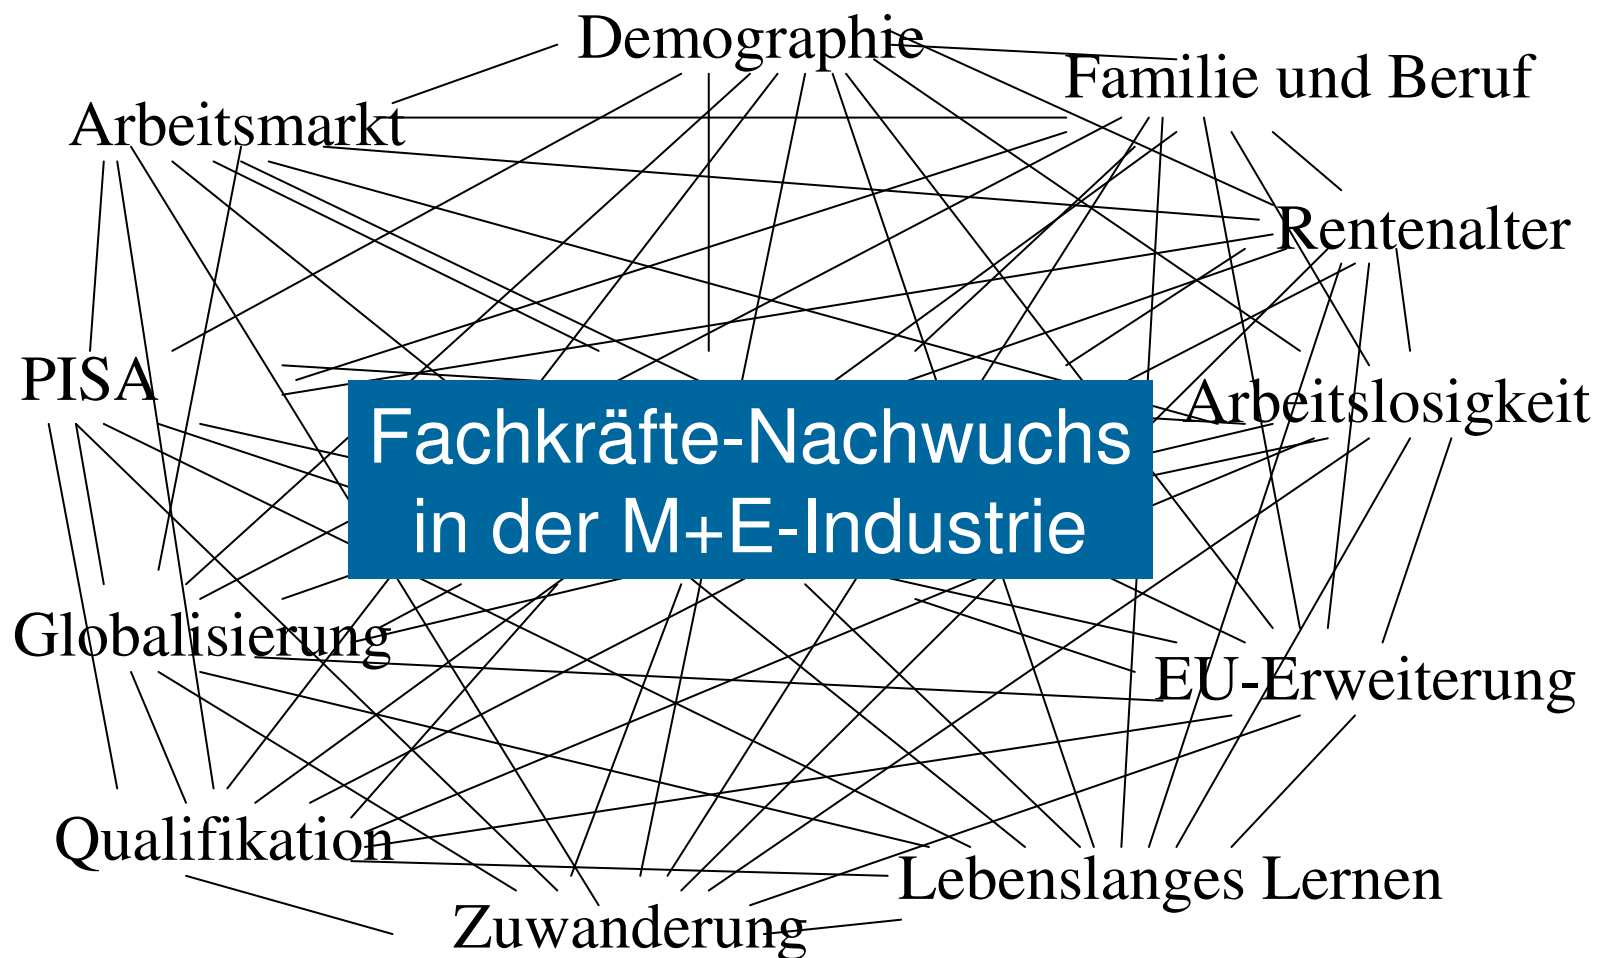 Demographie
Familie und Beruf
Arbeitsmarkt
Rentenalter
PISA
Arbeitslosigkeit
Fachkräfte-Nachwuchs
in der M+E-Industrie
Globalisierung
EU-Erweiterung
Qualifikation
Lebenslanges Lernen
Zuwanderung